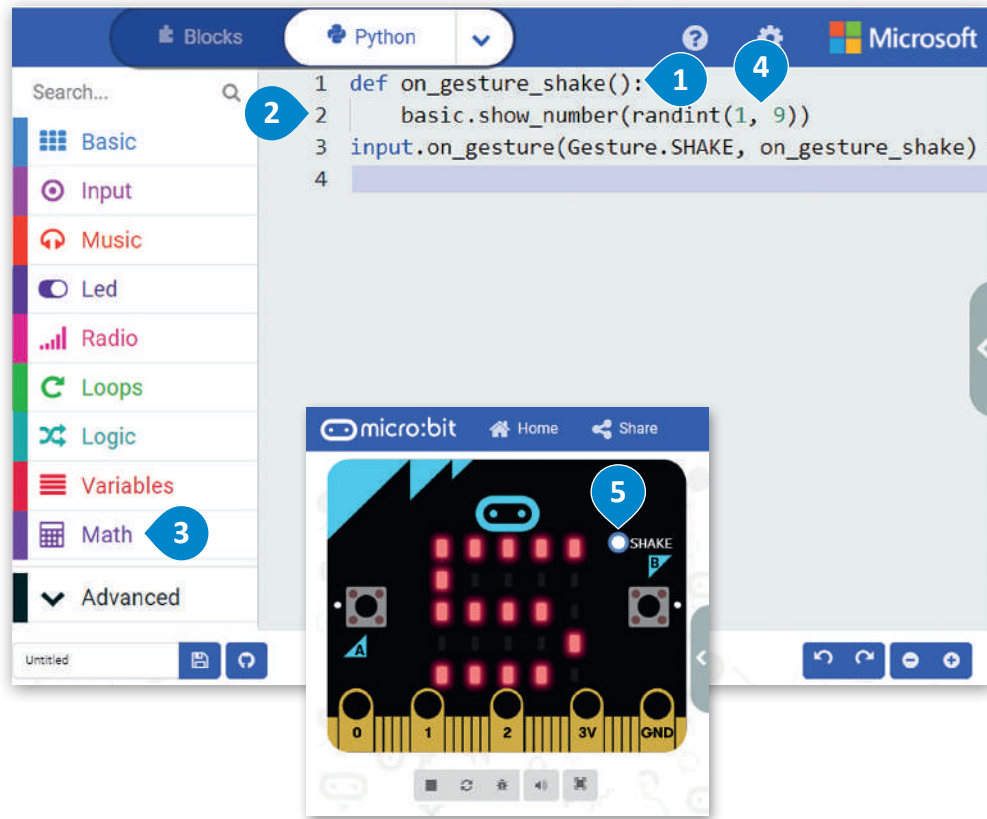 Blocks Python Microsoft
Search...
Basic
Input
Music
Led
Radio
Loops
Logic
Variables
Math
Advanced
Untitled
1 def on_gesture_shake():
2     basic.show_number(randint(1, 9))
3 input.on_gesture(Gesture.SHAKE, on_gesture_shake)
4
1
4
2
3
micro:bit Home Share
5
SHAKE
B
A
0 1 2 3V GND